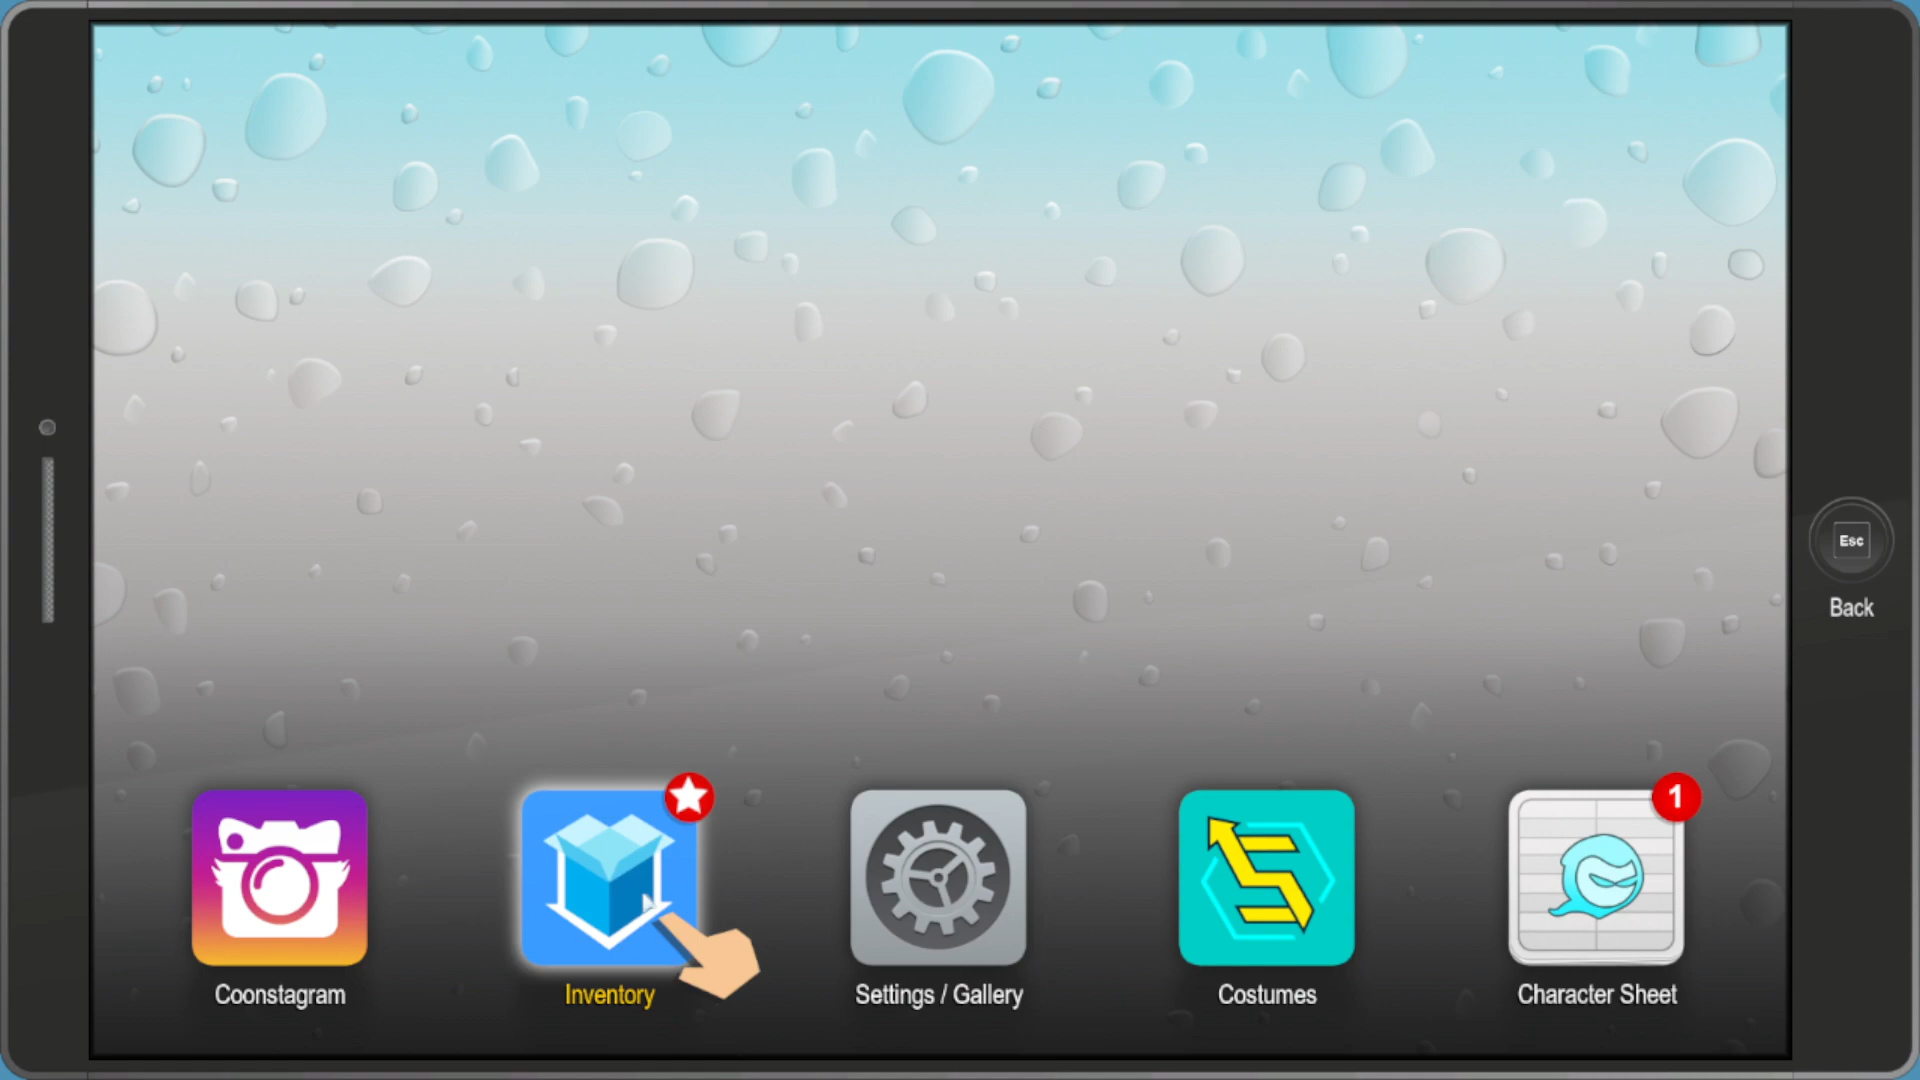 Esc
Back
1
Coonstagram
Inventory
Settings / Gallery
Costumes
Character Sheet